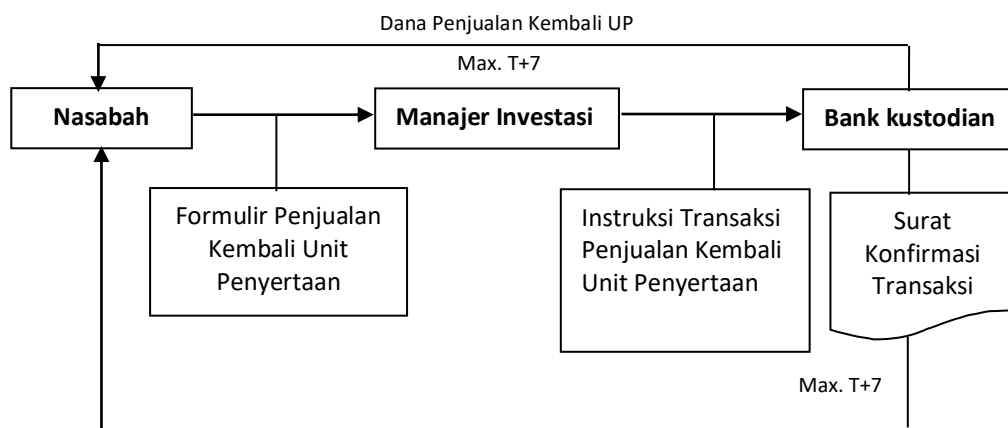 Dana Penjualan Kembali UP
Max. T+7
Nasabah
Manajer Investasi
Bank kustodian
Formulir Penjualan
Kembali Unit
Penyertaan
Instruksi Transaksi
Penjualan Kembali
Unit Penyertaan
Surat
Konfirmasi
Transaksi
Max. T+7